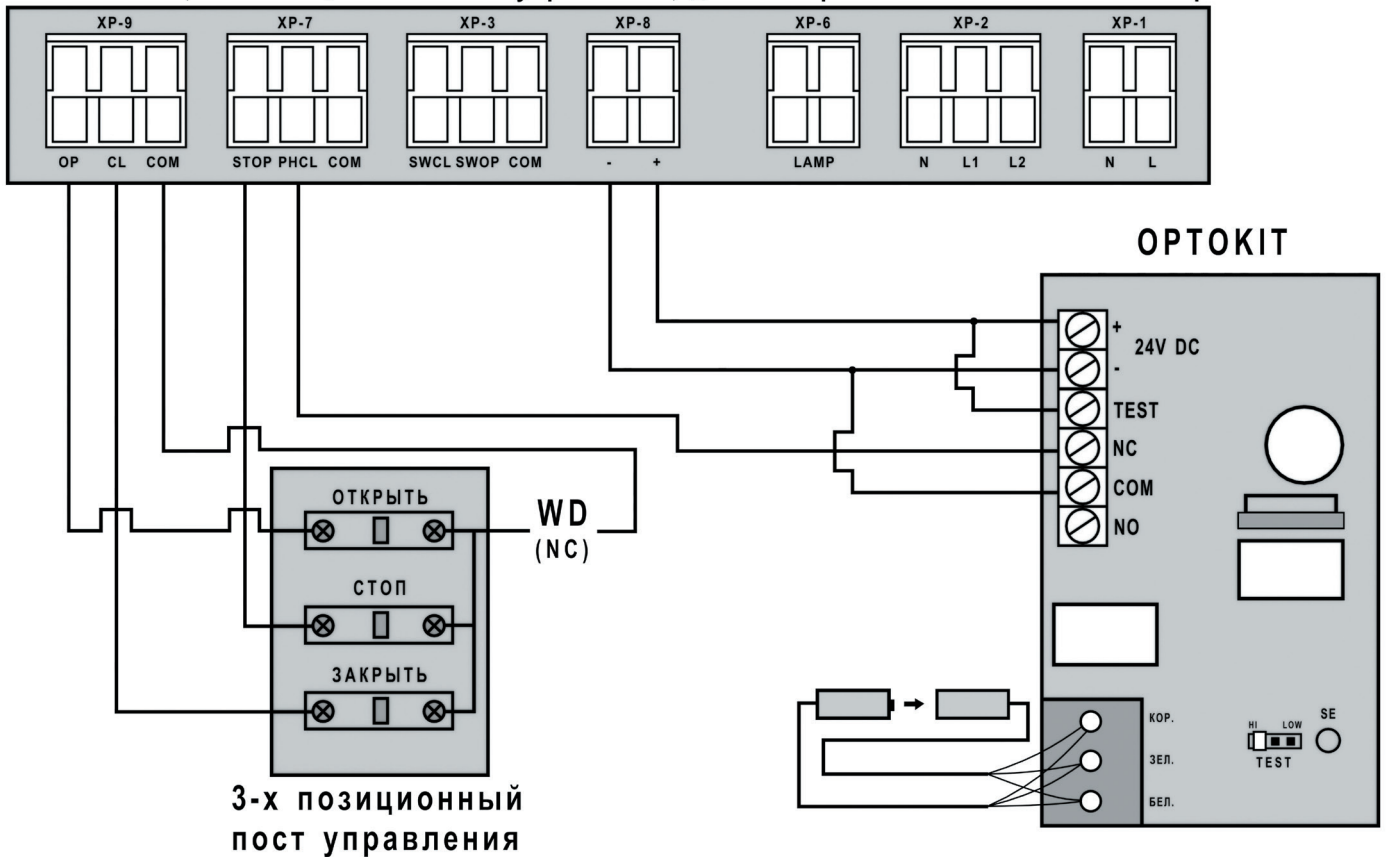 XP-9 XP-7 XP-3 XP-8 XP-6 XP-2 XP-1
OP CL COM STOP PHCL COM SWCL SWOP COM - + LAMP N L1 L2 N L
OPTOKIT
+
24V DC
-
TEST
NC
COM
NO
ОТКРЫТЬ
WD
(NC)
СТОП
ЗАКРЫТЬ
КОР.
ЗЕЛ.
БЕЛ.
HI LOW SE
TEST
3-х позиционный
пост управления